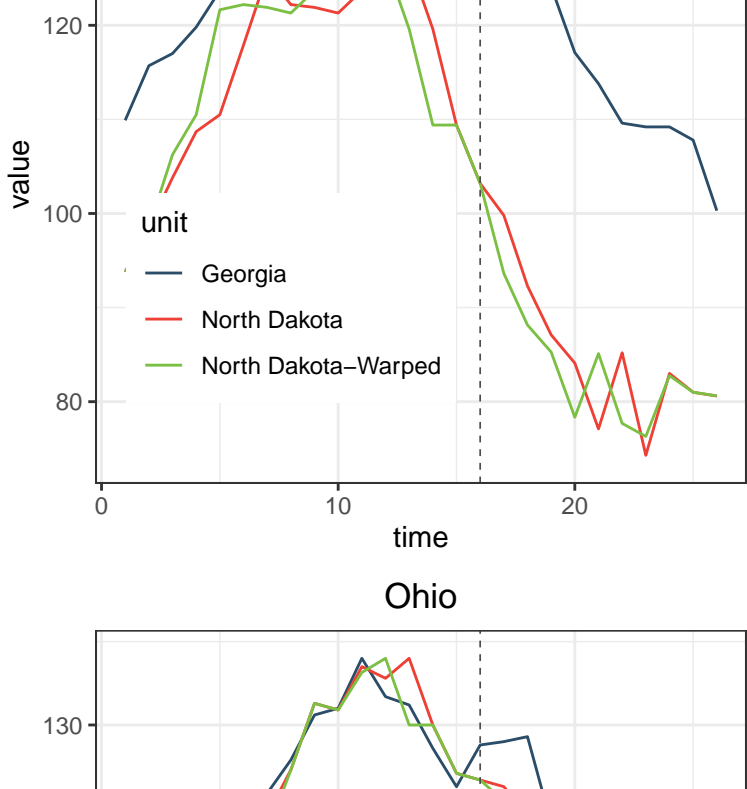 120
100
80
value
unit
Georgia
North Dakota
North Dakota−Warped
0 10 20
time
Ohio
130